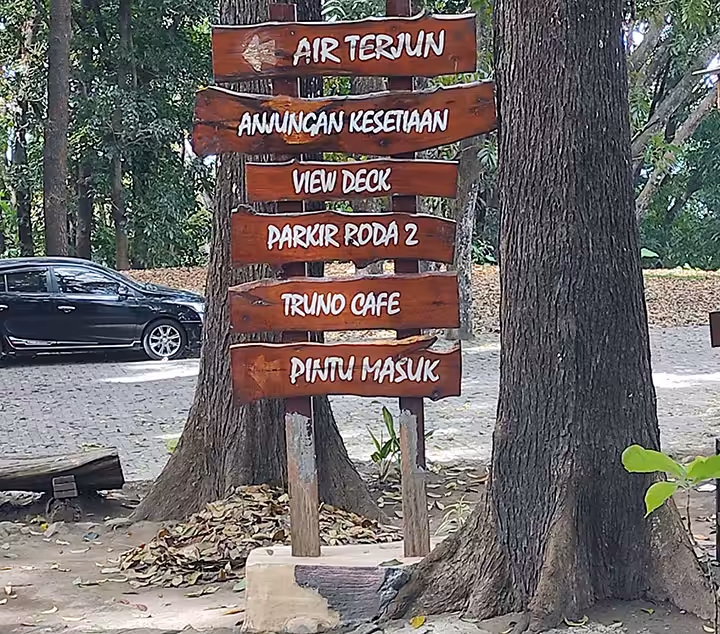 AIR TERJUN
ANJUNGAN KESETIAAN
VIEW DECK
PARKIR RODA 2
TRUNO CAFE
PINTU MASUK